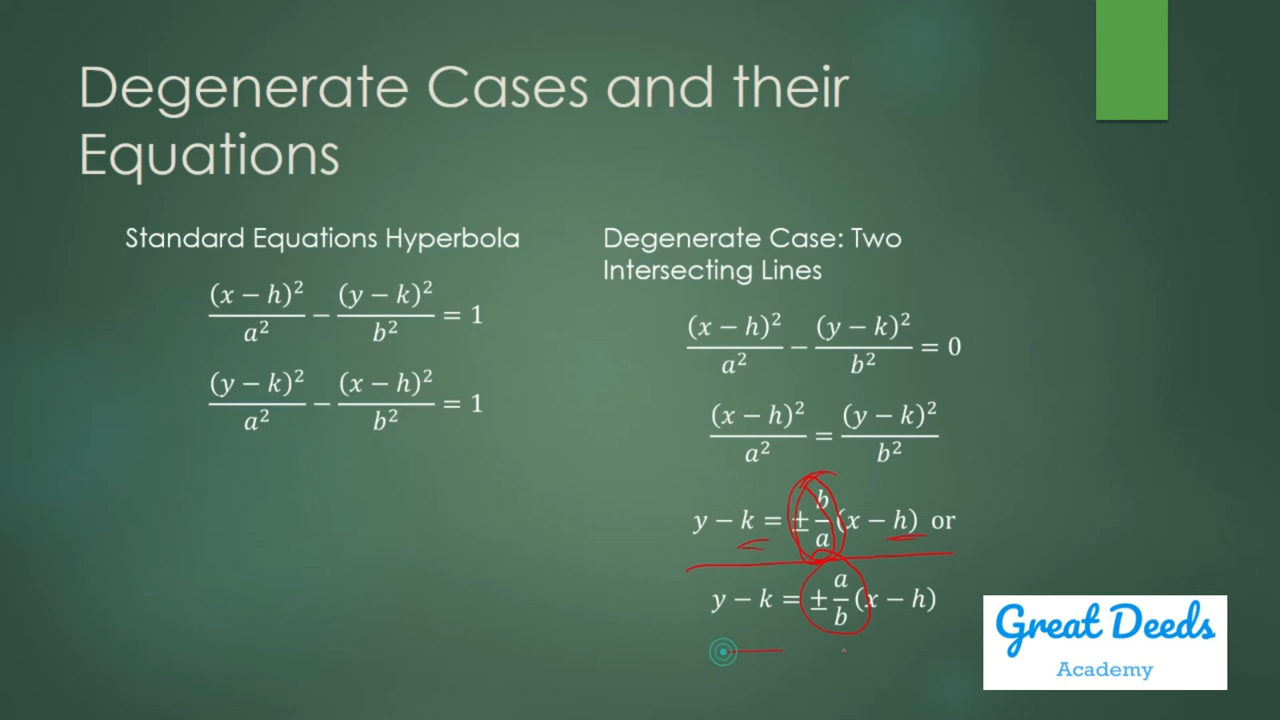 Degenerate Cases and their
Equations
Standard Equations Hyperbola
(x − h)²/a² − (y − k)²/b² = 1
(y − k)²/a² − (x − h)²/b² = 1
Degenerate Case: Two
Intersecting Lines
(x − h)²/a² − (y − k)²/b² = 0
(x − h)²/a² = (y − k)²/b²
y − k = ± b/a (x − h) or
y − k = ± a/b (x − h)
Great Deeds
Academy